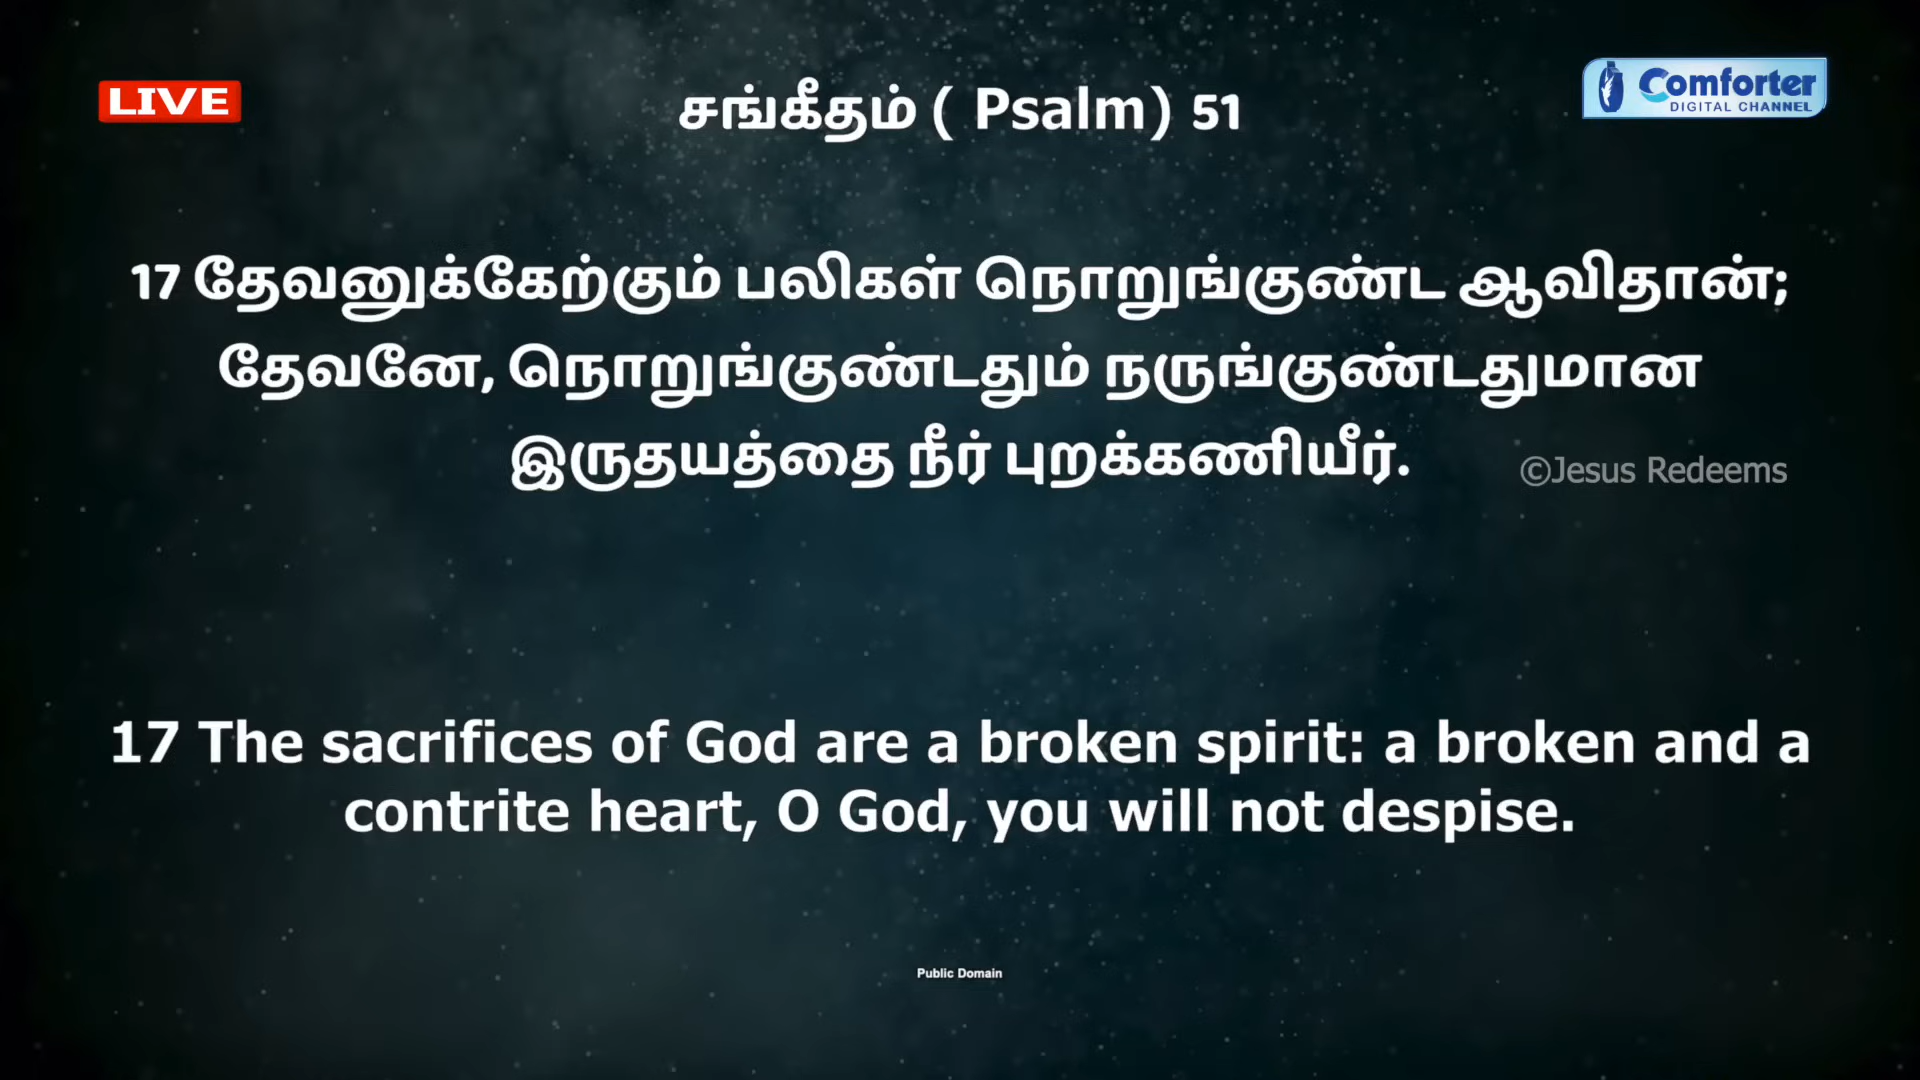 LIVE
சங்கீதம் ( Psalm) 51
Comforter
DIGITAL CHANNEL
17 தேவனுக்கேற்கும் பலிகள் நொறுங்குண்ட ஆவிதான்;
தேவனே, நொறுங்குண்டதும் நருங்குண்டதுமான
இருதயத்தை நீர் புறக்கணியீர்.
©Jesus Redeems
17 The sacrifices of God are a broken spirit: a broken and a
contrite heart, O God, you will not despise.
Public Domain